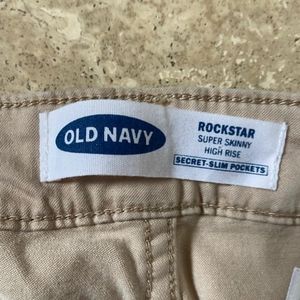 OLD NAVY
ROCKSTAR
SUPER SKINNY
HIGH RISE
SECRET-SLIM POCKETS